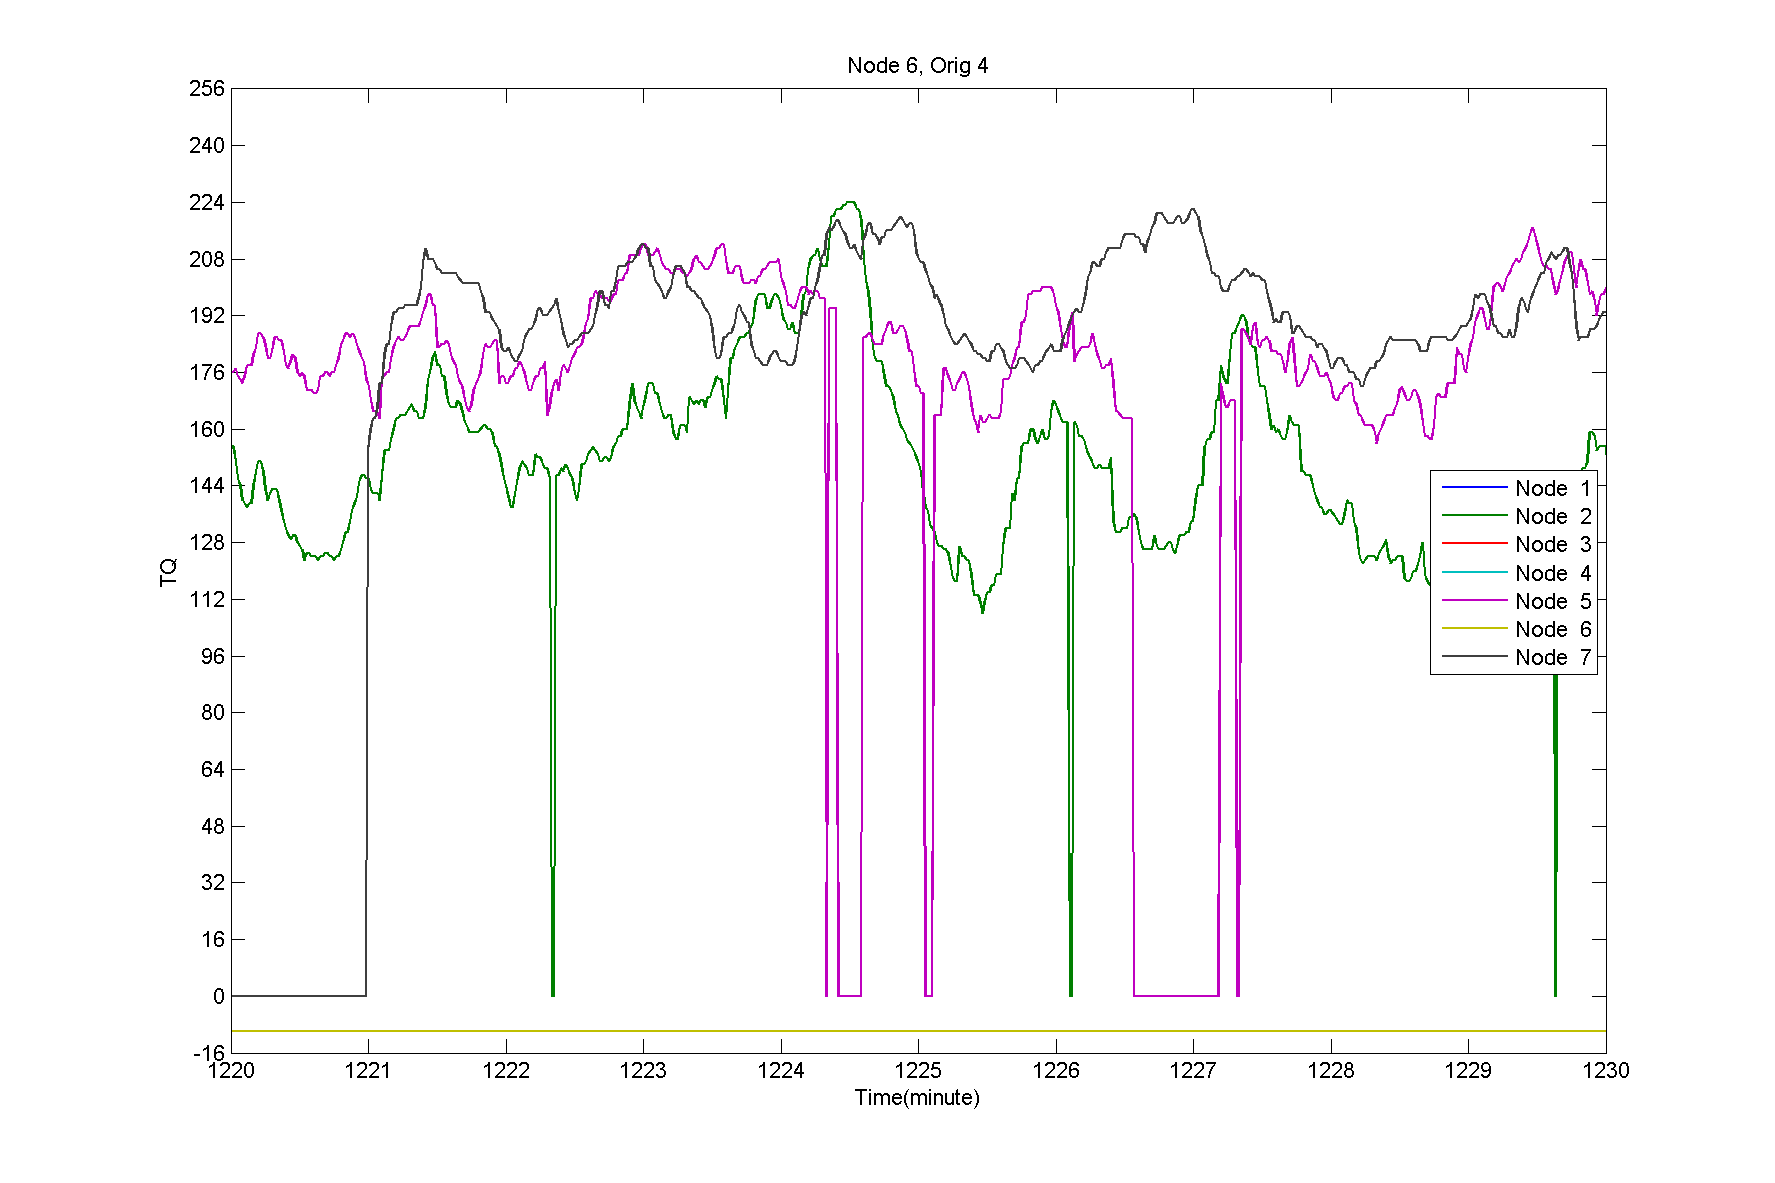 Node 6, Orig 4
256
240
224
208
192
176
160
144
128
112
96
80
64
48
32
16
0
-16
TQ
Node 1
Node 2
Node 3
Node 4
Node 5
Node 6
Node 7
1220 1221 1222 1223 1224 1225 1226 1227 1228 1229 1230
Time(minute)